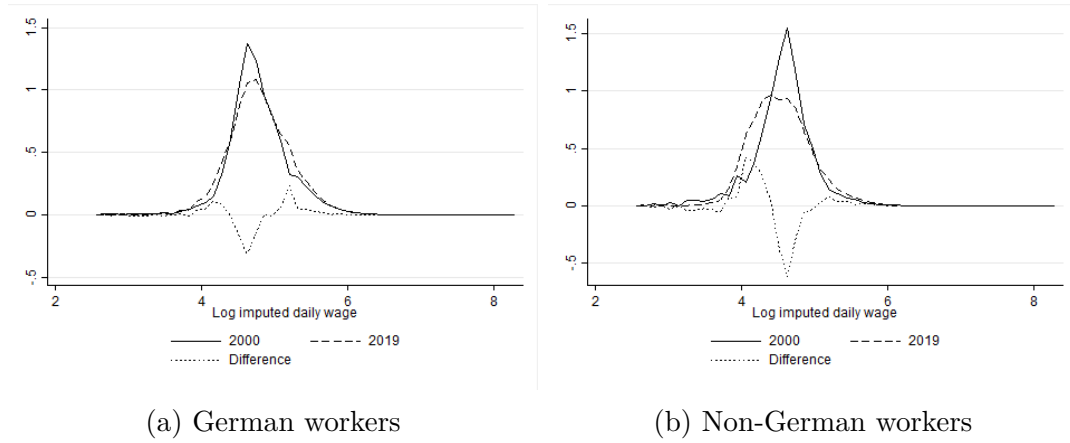 1.5
1
.5
0
-.5
2 4 6 8
Log imputed daily wage
2000 2019
Difference
(a) German workers
1.5
1
.5
0
-.5
2 4 6 8
Log imputed daily wage
2000 2019
Difference
(b) Non-German workers